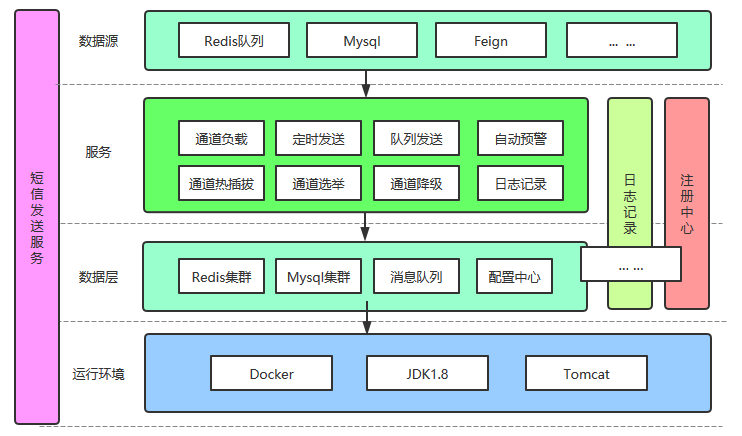 短信发送服务
数据源
Redis队列
Mysql
Feign
... ...
服务
通道负载
定时发送
队列发送
自动预警
通道热插拔
通道选举
通道降级
日志记录
日志记录
注册中心
数据层
Redis集群
Mysql集群
消息队列
配置中心
... ...
运行环境
Docker
JDK1.8
Tomcat